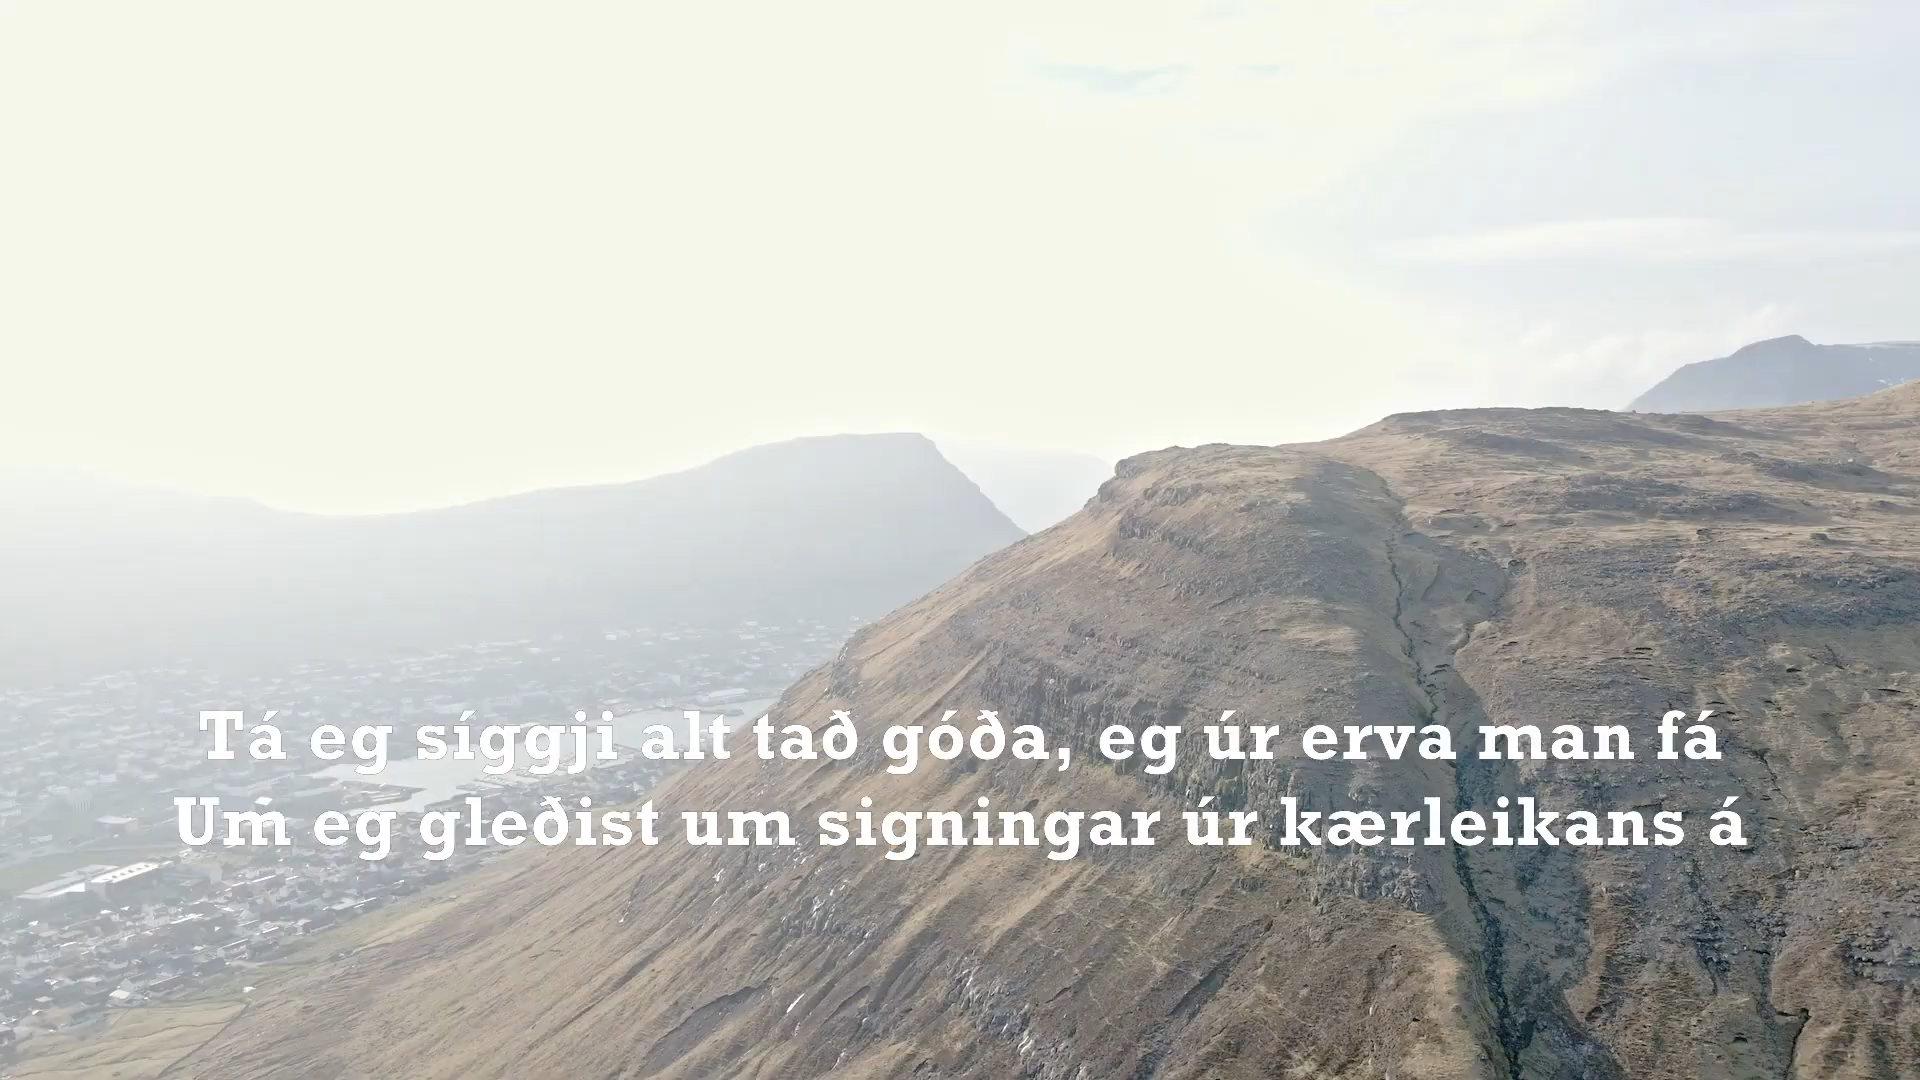 Tá eg síggji alt tað góða, eg úr erva man fá
Um eg gleðist um signingar úr kærleikans á